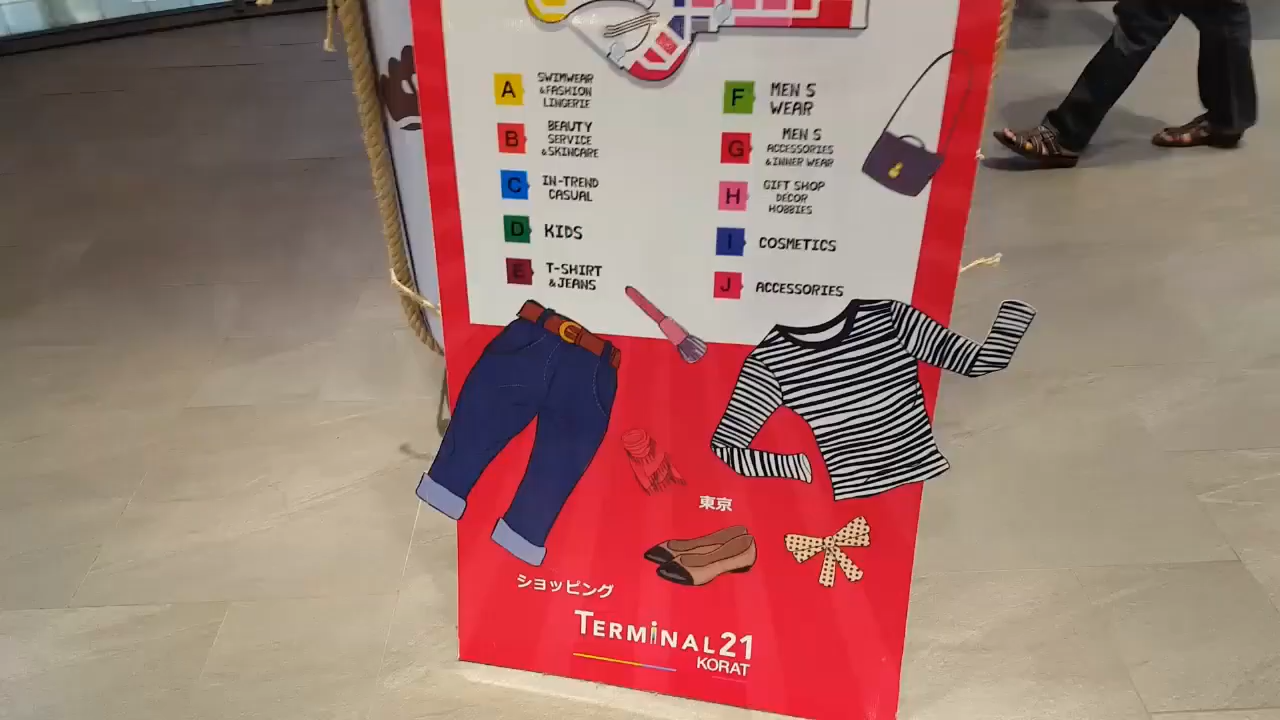 A
SWIMWEAR
& FASHION
LINGERIE
B
BEAUTY
SERVICE
& SKINCARE
C
IN-TREND
CASUAL
D
KIDS
E
T-SHIRT
& JEANS
F
MEN S
WEAR
G
MEN S
ACCESSORIES
& INNER WEAR
H
GIFT SHOP
DÉCOR
HOBBIES
I
COSMETICS
J
ACCESSORIES
東京
ショッピング
TERMINAL21
KORAT